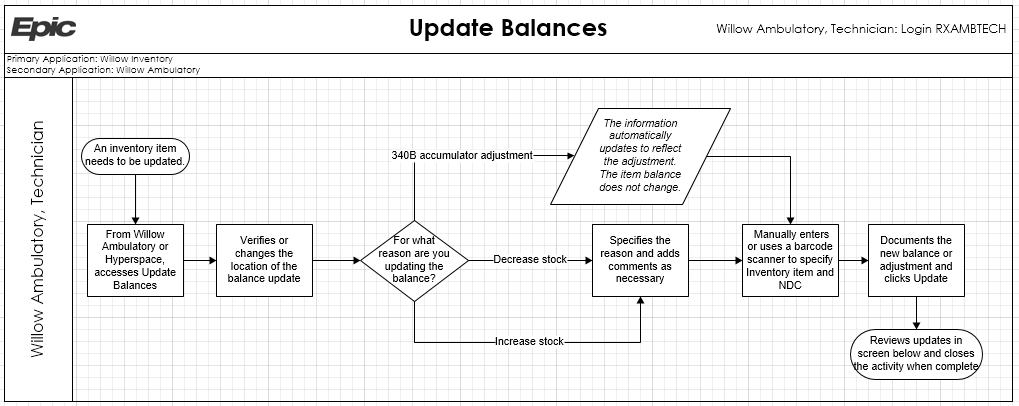 Epic
Update Balances
Willow Ambulatory, Technician: Login RXAMBTECH
Primary Application: Willow Inventory
Secondary Application: Willow Ambulatory
Willow Ambulatory, Technician
An inventory item
needs to be updated.
From Willow
Ambulatory or
Hyperspace,
accesses Update
Balances
Verifies or
changes the
location of the
balance update
For what
reason are you
updating the
balance?
340B accumulator adjustment
The information
automatically
updates to reflect
the adjustment.
The item balance
does not change.
Decrease stock
Increase stock
Specifies the
reason and adds
comments as
necessary
Manually enters
or uses a barcode
scanner to specify
Inventory item and
NDC
Documents the
new balance or
adjustment and
clicks Update
Reviews updates in
screen below and closes
the activity when complete